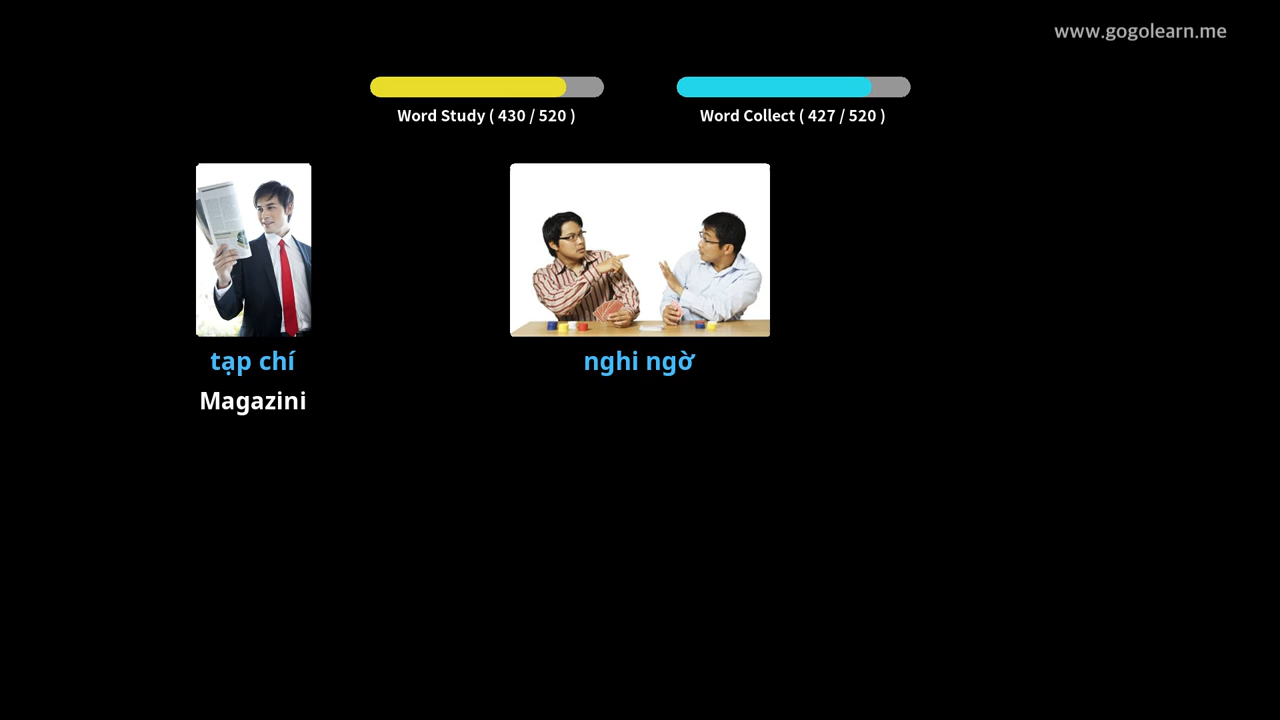 www.gogolearn.me
Word Study ( 430 / 520 )
Word Collect ( 427 / 520 )
tạp chí
Magazini
nghi ngờ